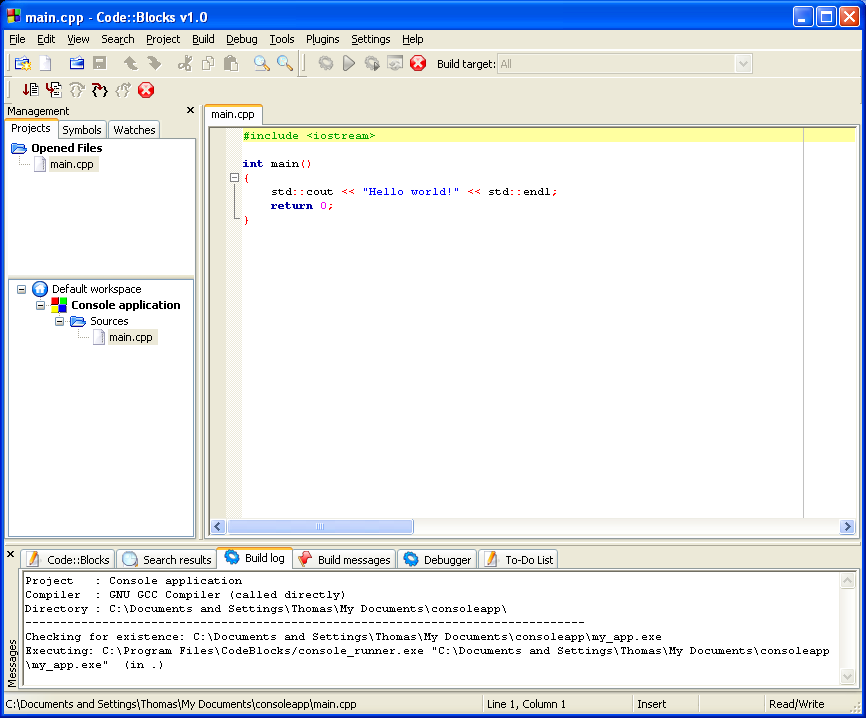 main.cpp - Code::Blocks v1.0
File Edit View Search Project Build Debug Tools Plugins Settings Help
Build target: All
Management
Projects Symbols Watches
Opened Files
main.cpp
Default workspace
Console application
Sources
main.cpp
main.cpp
#include <iostream>
int main()
{
std::cout << "Hello world!" << std::endl;
return 0;
}
Code::Blocks Search results Build log Build messages Debugger To-Do List
Messages
Project : Console application
Compiler : GNU GCC Compiler (called directly)
Directory : C:\Documents and Settings\Thomas\My Documents\consoleapp\
--------------------------------------------------------------------------------
Checking for existence: C:\Documents and Settings\Thomas\My Documents\consoleapp\my_app.exe
Executing: C:\Program Files\CodeBlocks/console_runner.exe "C:\Documents and Settings\Thomas\My Documents\consoleapp
\my_app.exe" (in .)
C:\Documents and Settings\Thomas\My Documents\consoleapp\main.cpp Line 1, Column 1 Insert Read/Write